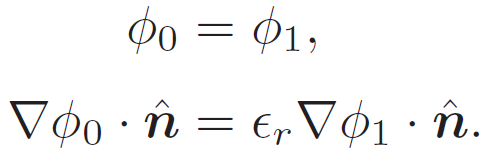 ϕ₀ = ϕ₁,
∇ϕ₀ · n̂ = ϵᵣ∇ϕ₁ · n̂.